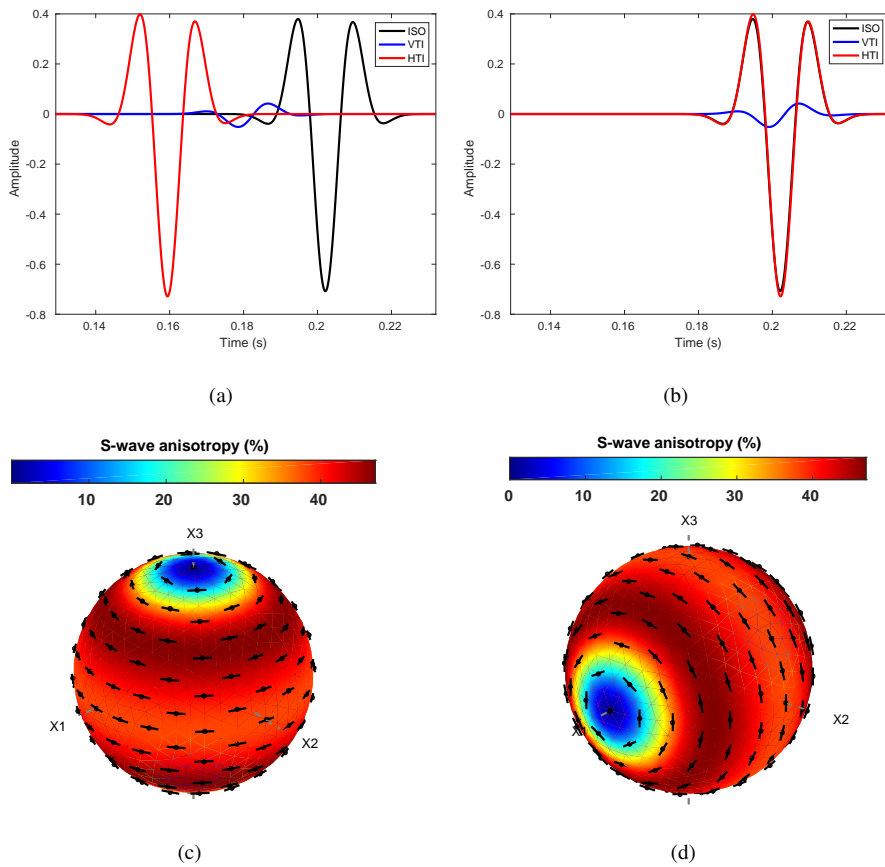 0.4
0.2
0
-0.2
-0.4
-0.6
-0.8
Amplitude
0.14 0.16 0.18 0.2 0.22
Time (s)
ISO
VTI
HTI
(a)
0.4
0.2
0
-0.2
-0.4
-0.6
-0.8
Amplitude
0.14 0.16 0.18 0.2 0.22
Time (s)
ISO
VTI
HTI
(b)
S-wave anisotropy (%)
10 20 30 40
X3
X1
X2
(c)
S-wave anisotropy (%)
0 10 20 30 40
X3
X2
(d)